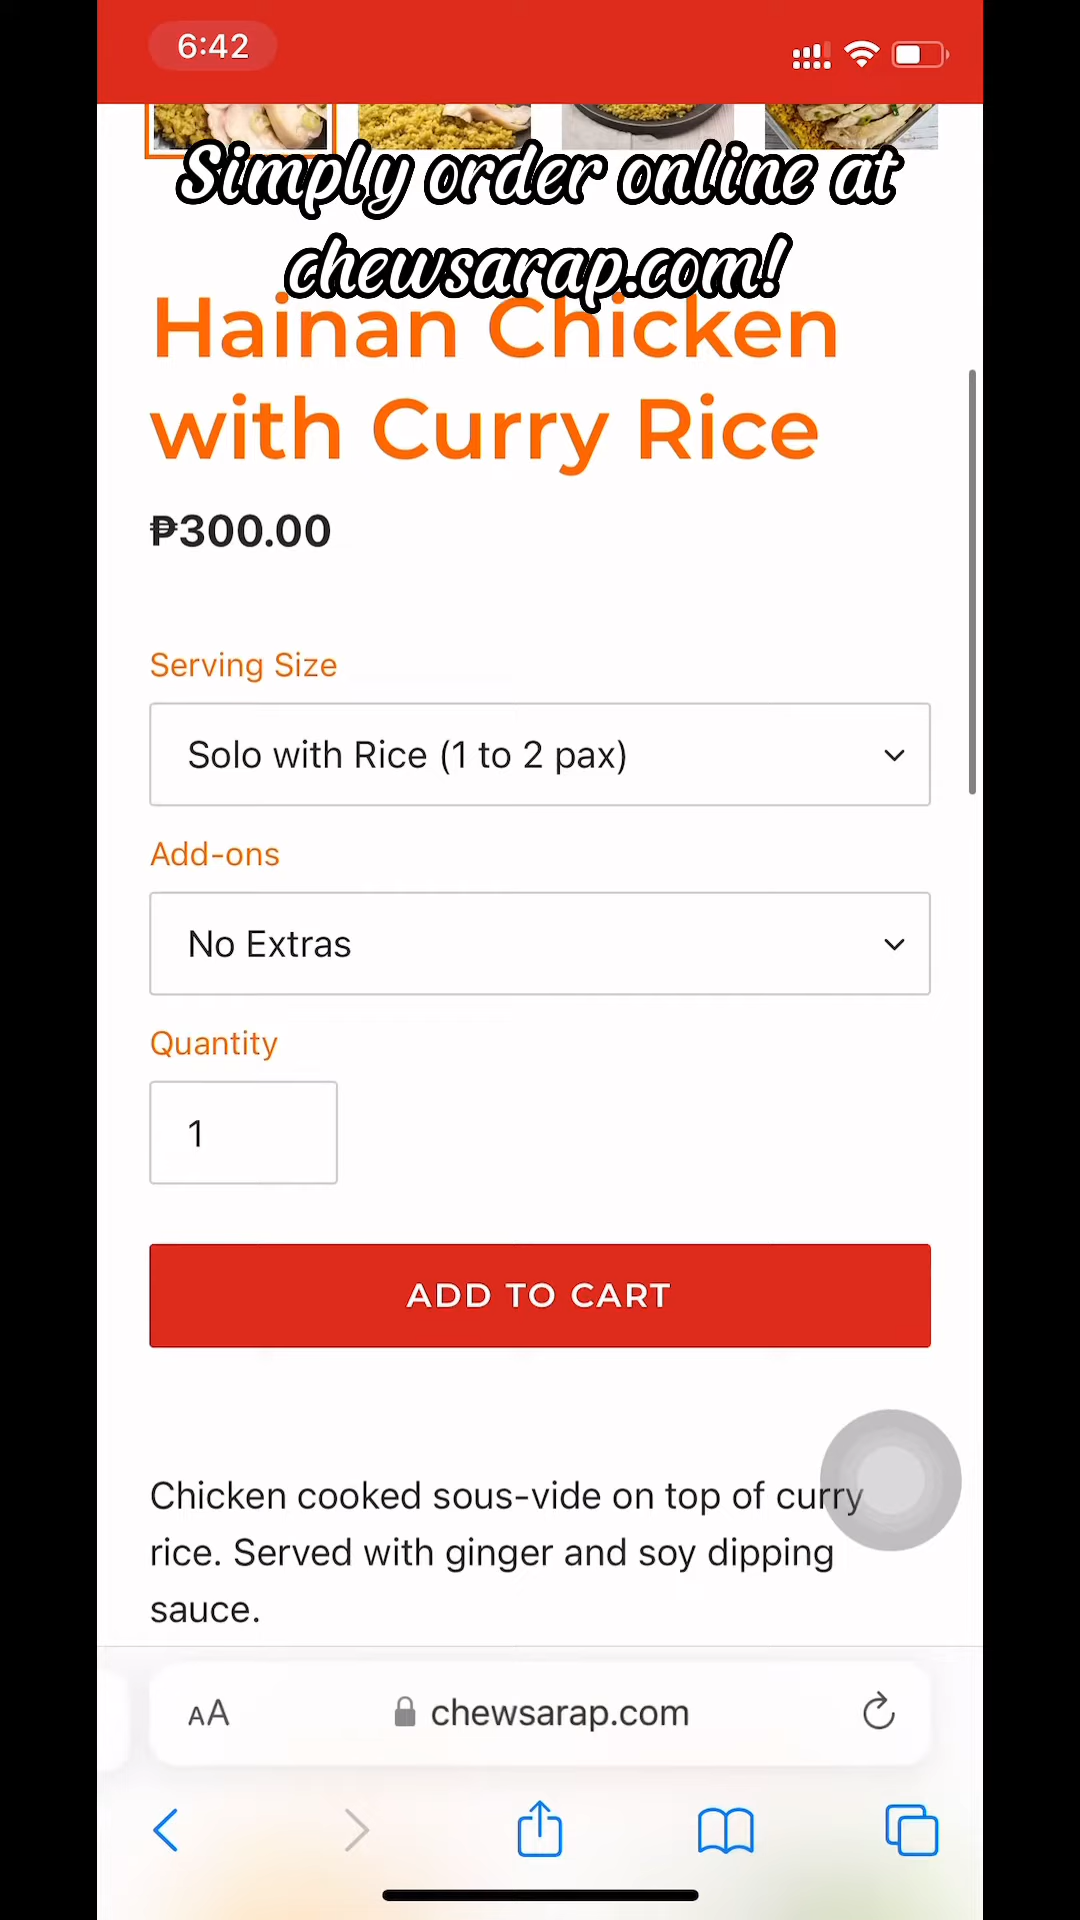 6:42
Simply order online at
chewsarap.com!
Hainan Chicken
with Curry Rice
₱300.00
Serving Size
Solo with Rice (1 to 2 pax)
Add-ons
No Extras
Quantity
1
ADD TO CART
Chicken cooked sous-vide on top of curry
rice. Served with ginger and soy dipping
sauce.
AA chewsarap.com